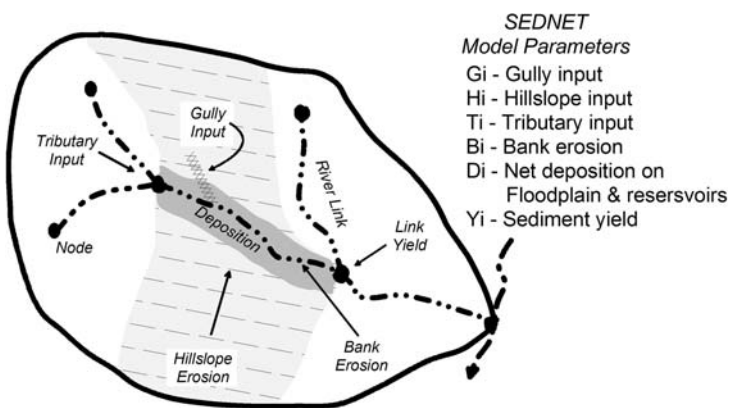 SEDNET
Model Parameters
Gi - Gully input
Hi - Hillslope input
Ti - Tributary input
Bi - Bank erosion
Di - Net deposition on
Floodplain & resersvoirs
Yi - Sediment yield
Gully
Input
Tributary
Input
River Link
Deposition
Link
Yield
Node
Hillslope
Erosion
Bank
Erosion